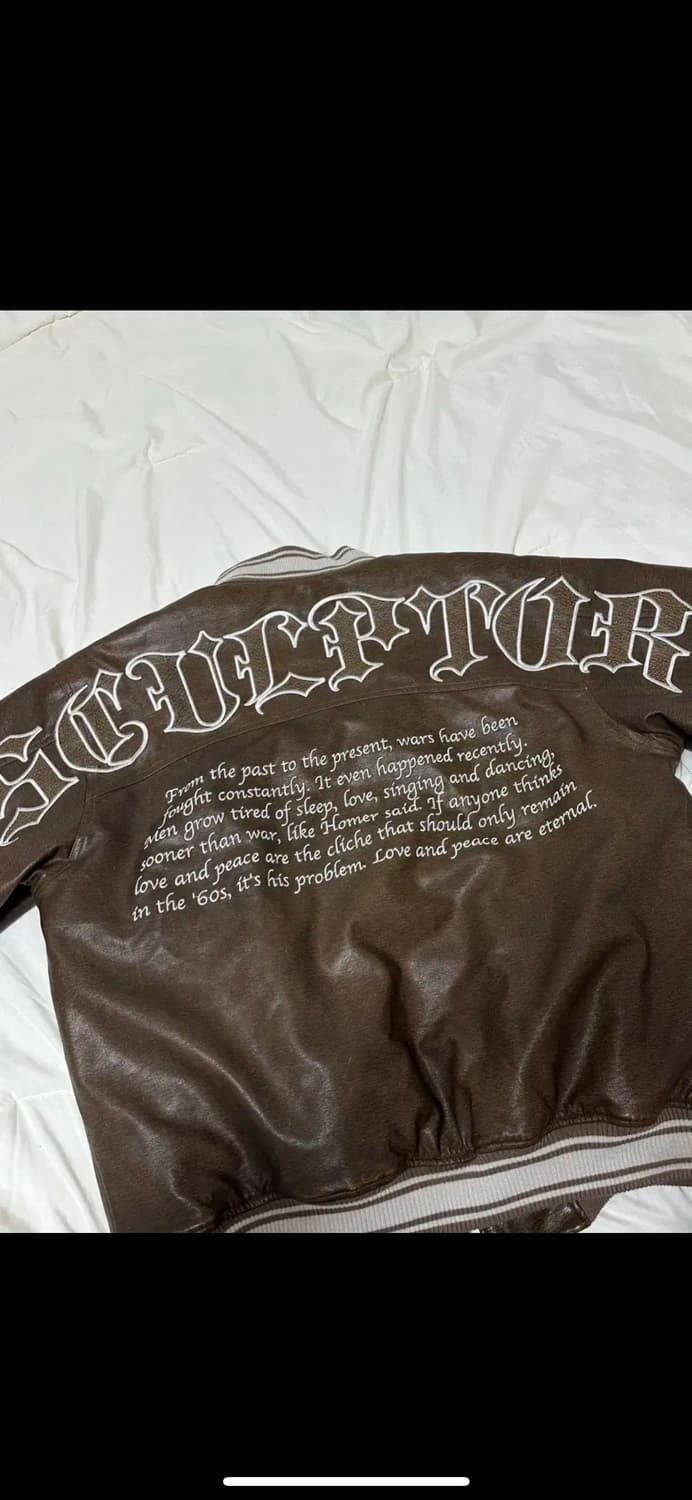 SCULPTOR
From the past to the present, wars have been
fought constantly. It even happened recently.
Men grow tired of sleep, love, singing and dancing,
sooner than war, like Homer said. If anyone thinks
love and peace are the cliche that should only remain
in the '60s, it's his problem. Love and peace are eternal.